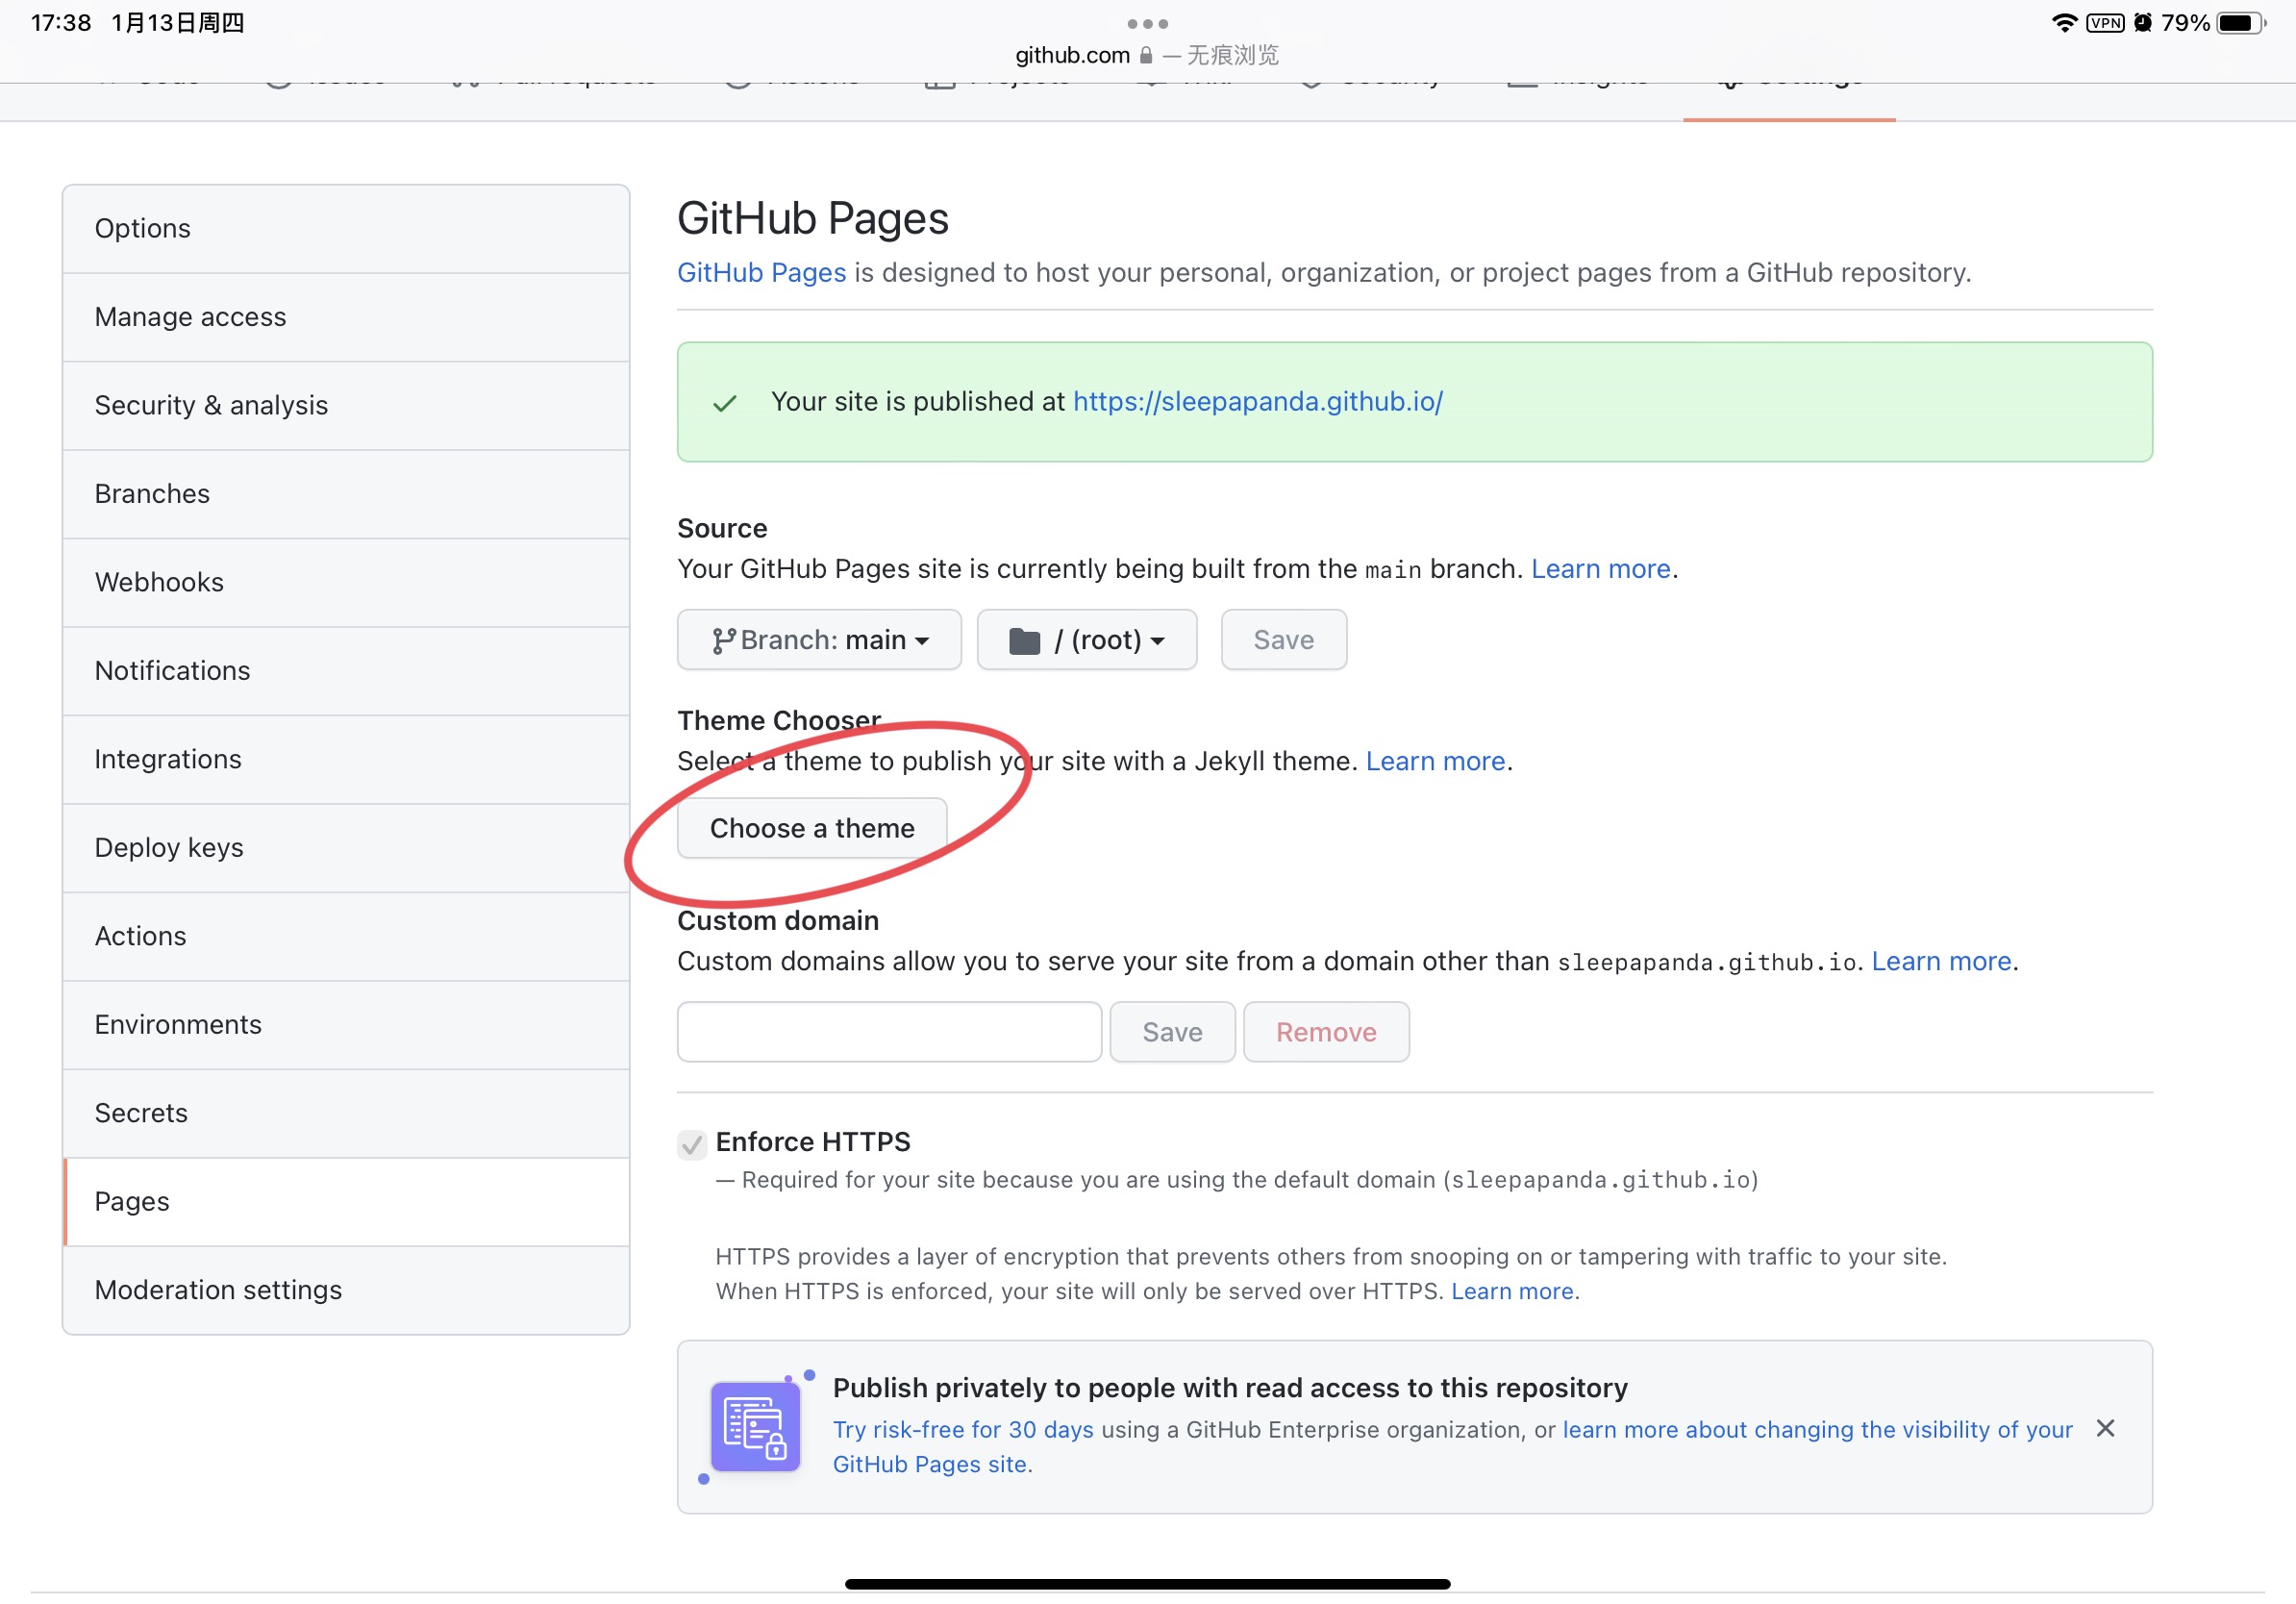 17:38 1月13日周四
79%
VPN
github.com — 无痕浏览
Code Issues Pull requests Actions Projects Wiki Security Insights Settings
Options
Manage access
Security & analysis
Branches
Webhooks
Notifications
Integrations
Deploy keys
Actions
Environments
Secrets
Pages
Moderation settings
GitHub Pages
GitHub Pages is designed to host your personal, organization, or project pages from a GitHub repository.
Your site is published at https://sleepapanda.github.io/
Source
Your GitHub Pages site is currently being built from the main branch. Learn more.
Branch: main / (root) Save
Theme Chooser
Select a theme to publish your site with a Jekyll theme. Learn more.
Choose a theme
Custom domain
Custom domains allow you to serve your site from a domain other than sleepapanda.github.io. Learn more.
Save Remove
Enforce HTTPS
— Required for your site because you are using the default domain (sleepapanda.github.io)
HTTPS provides a layer of encryption that prevents others from snooping on or tampering with traffic to your site.
When HTTPS is enforced, your site will only be served over HTTPS. Learn more.
Publish privately to people with read access to this repository
Try risk-free for 30 days using a GitHub Enterprise organization, or learn more about changing the visibility of your
GitHub Pages site.